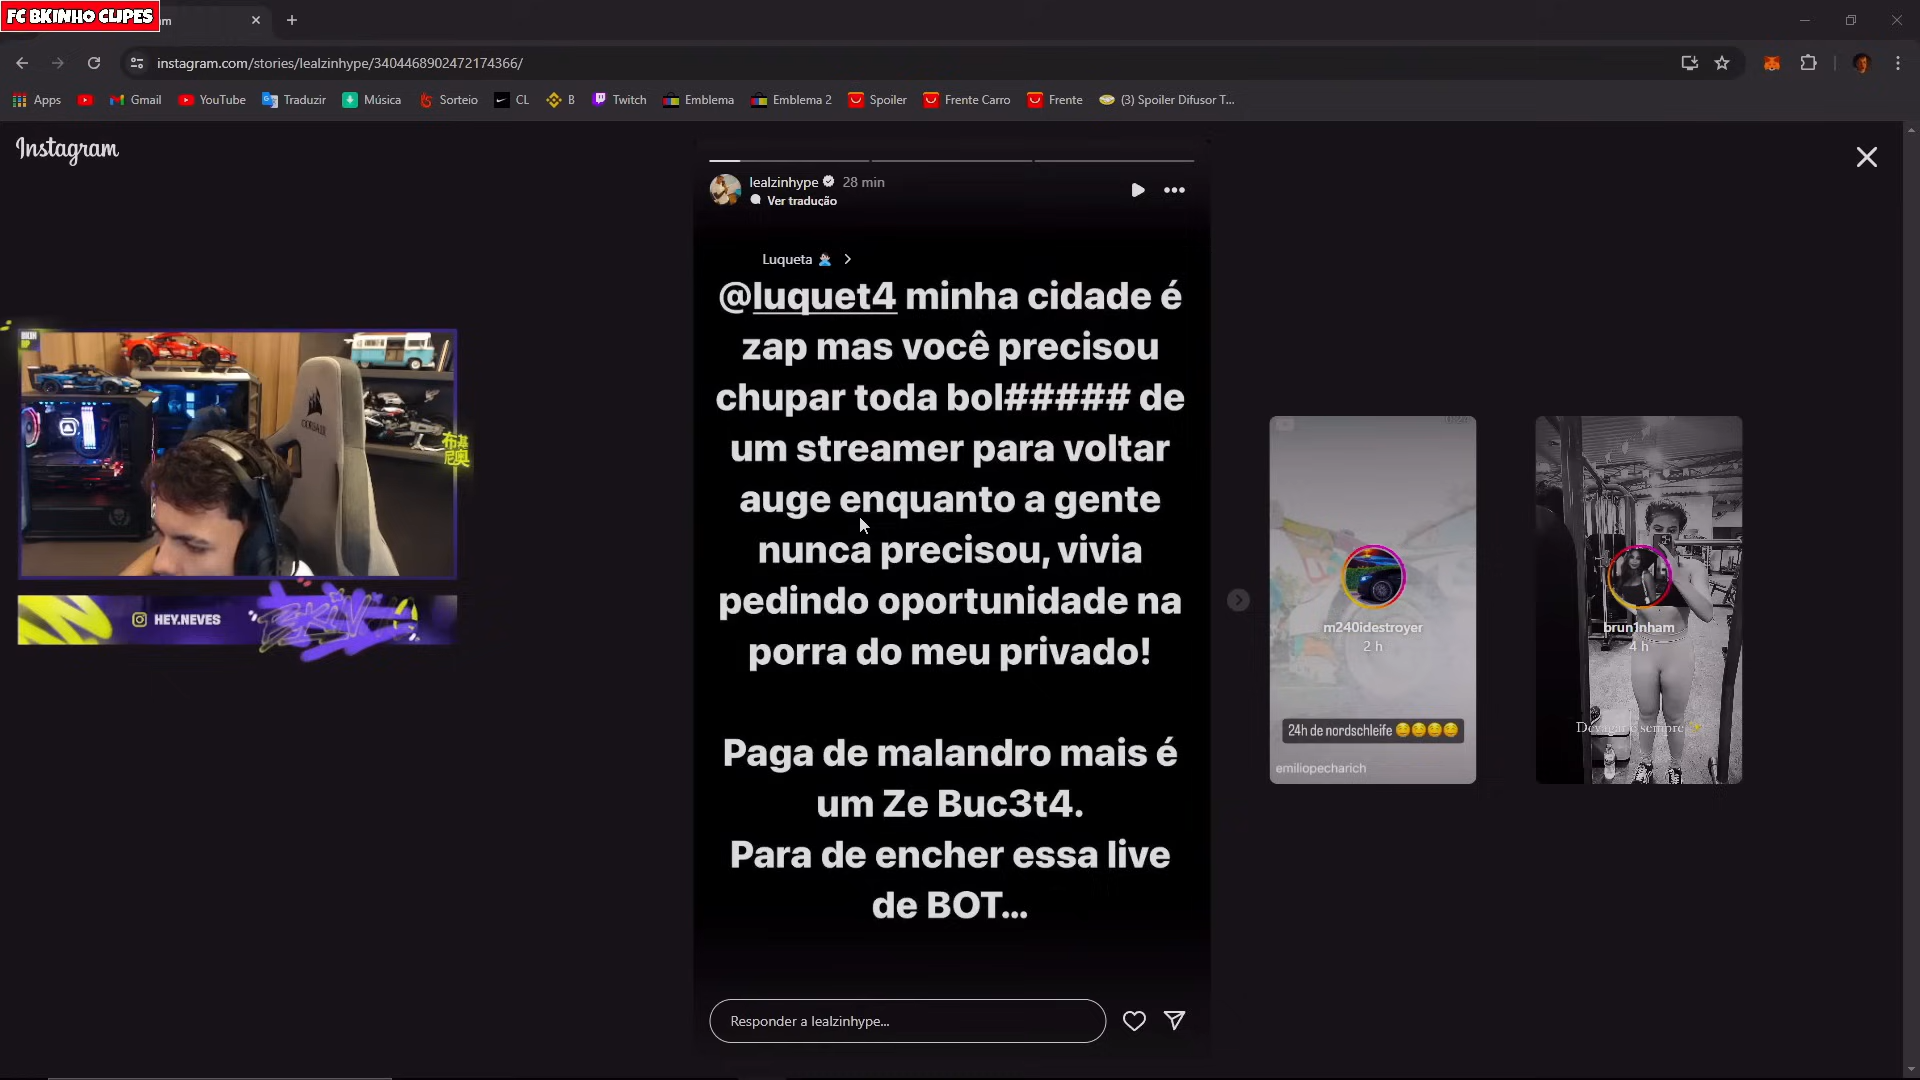 FC BKINHO CLIPES
instagram.com/stories/lealzinhype/3404468902472174366/
Apps
Gmail
YouTube
Traduzir
Música
Sorteio
CL
B
Twitch
Emblema
Emblema 2
Spoiler
Frente Carro
Frente
(3) Spoiler Difusor T...
Instagram
lealzinhype 28 min
Ver tradução
Luqueta
@luquet4 minha cidade é
zap mas você precisou
chupar toda bol##### de
um streamer para voltar
auge enquanto a gente
nunca precisou, vivia
pedindo oportunidade na
porra do meu privado!
Paga de malandro mais é
um Ze Buc3t4.
Para de encher essa live
de BOT...
Responder a lealzinhype...
HEY.NEVES
CORSAIR
m240idestroyer
2 h
24h de nordschleife
emiliopecharich
brun1nham
4 h
Devagar e sempre